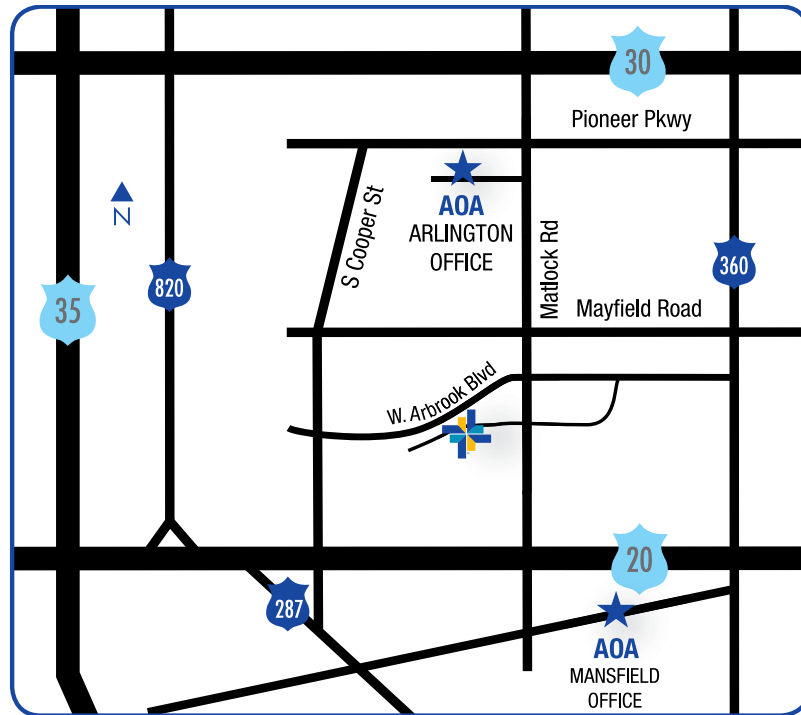 30
Pioneer Pkwy
AOA
ARLINGTON
OFFICE
S Cooper St
Matlock Rd
N
820
360
35
Mayfield Road
W. Arbrook Blvd
20
287
AOA
MANSFIELD
OFFICE